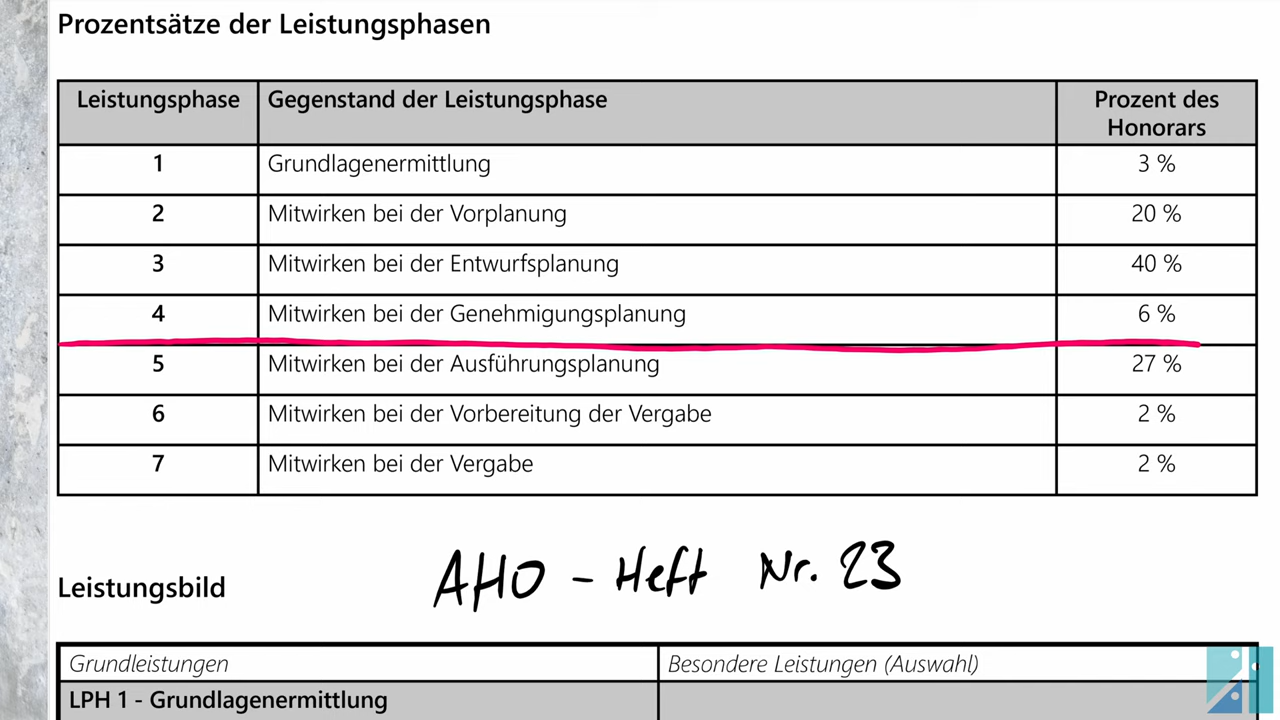 Prozentsätze der Leistungsphasen
Leistungsphase Gegenstand der Leistungsphase Prozent des Honorars
1 Grundlagenermittlung 3 %
2 Mitwirken bei der Vorplanung 20 %
3 Mitwirken bei der Entwurfsplanung 40 %
4 Mitwirken bei der Genehmigungsplanung 6 %
5 Mitwirken bei der Ausführungsplanung 27 %
6 Mitwirken bei der Vorbereitung der Vergabe 2 %
7 Mitwirken bei der Vergabe 2 %
AHO - Heft Nr. 23
Leistungsbild
Grundleistungen Besondere Leistungen (Auswahl)
LPH 1 - Grundlagenermittlung